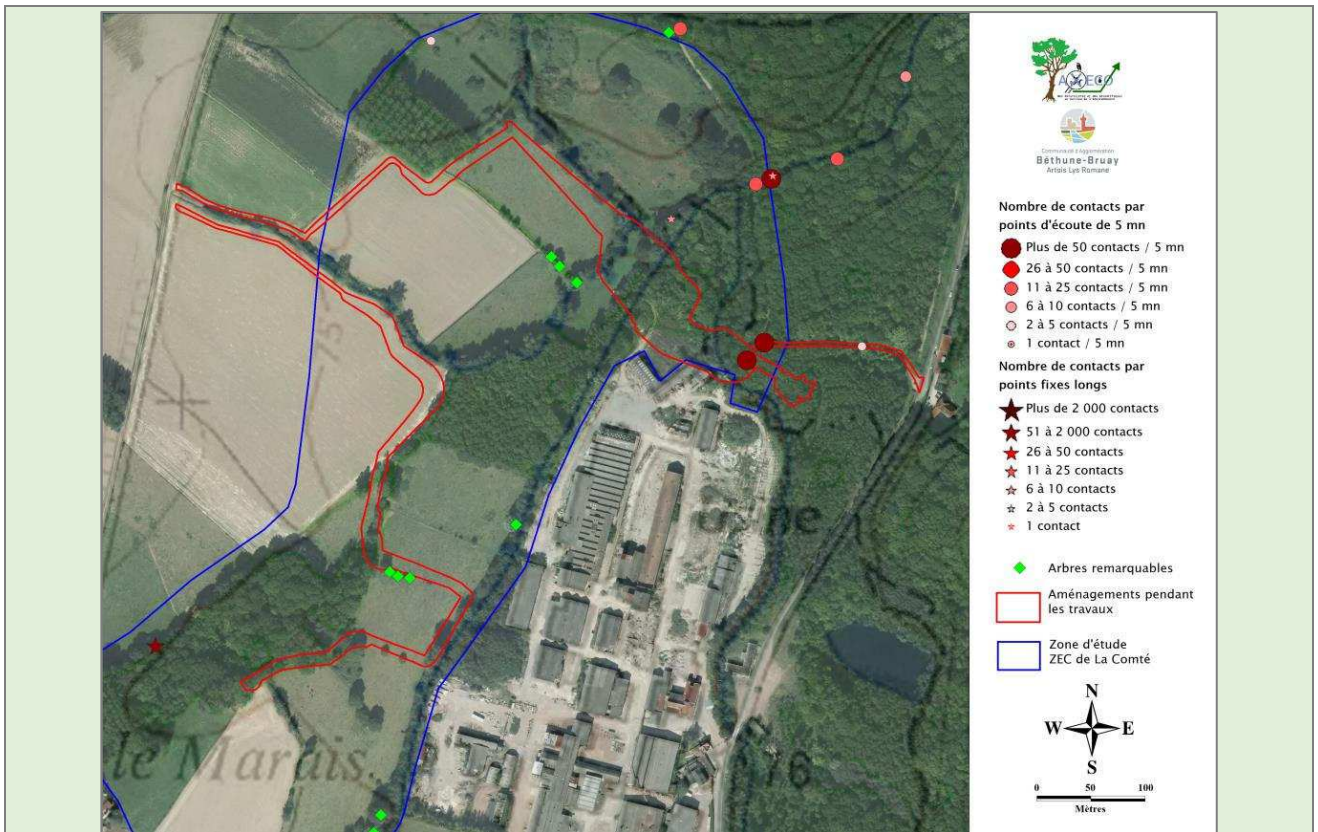 Communauté d'Agglomération
Béthune-Bruay
Artois Lys Romane
Nombre de contacts par
points d'écoute de 5 mn
Plus de 50 contacts / 5 mn
26 à 50 contacts / 5 mn
11 à 25 contacts / 5 mn
6 à 10 contacts / 5 mn
2 à 5 contacts / 5 mn
1 contact / 5 mn
Nombre de contacts par
points fixes longs
Plus de 2 000 contacts
51 à 2 000 contacts
26 à 50 contacts
11 à 25 contacts
6 à 10 contacts
2 à 5 contacts
1 contact
Arbres remarquables
Aménagements pendant
les travaux
Zone d'étude
ZEC de La Comté
N
W E
S
0 50 100
Mètres
75
le Marais
76